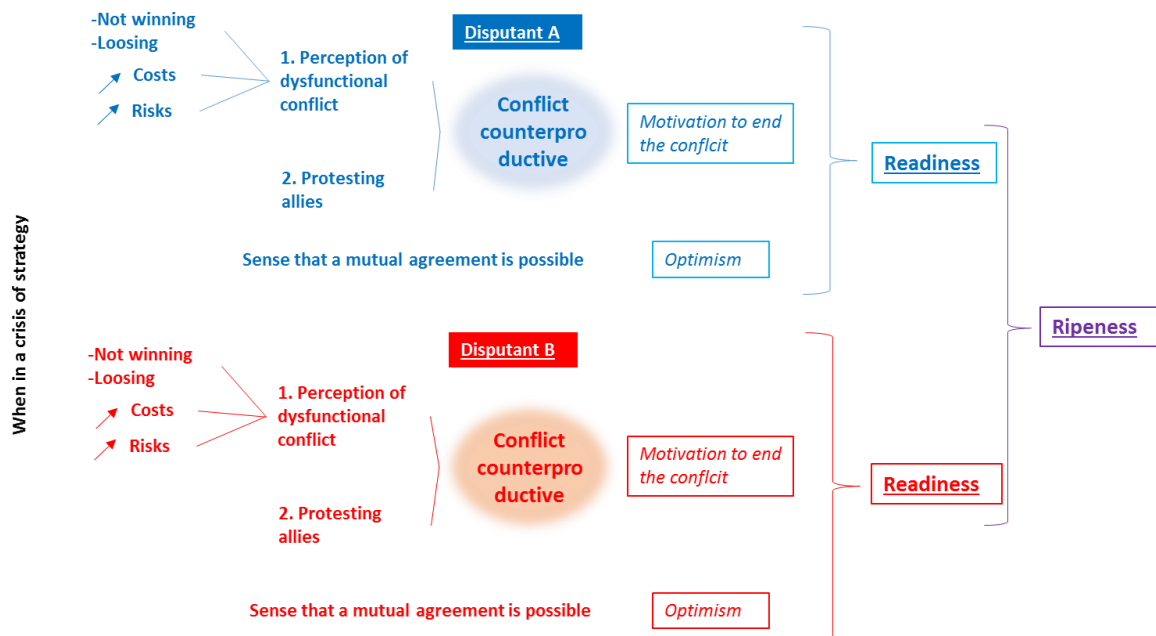 When in a crisis of strategy
-Not winning
-Loosing
Costs
Risks
1. Perception of
dysfunctional
conflict
2. Protesting
allies
Disputant A
Conflict
counterpro
ductive
Motivation to end
the conflcit
Sense that a mutual agreement is possible
Optimism
Readiness
-Not winning
-Loosing
Costs
Risks
1. Perception of
dysfunctional
conflict
2. Protesting
allies
Disputant B
Conflict
counterpro
ductive
Motivation to end
the conflcit
Sense that a mutual agreement is possible
Optimism
Readiness
Ripeness